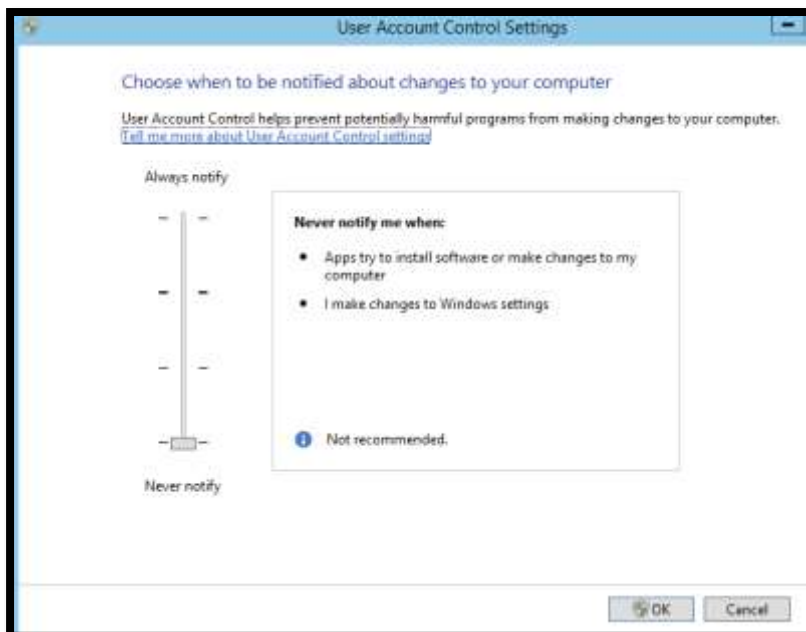 User Account Control Settings
Choose when to be notified about changes to your computer
User Account Control helps prevent potentially harmful programs from making changes to your computer.
Tell me more about User Account Control settings
Always notify
Never notify me when:
• Apps try to install software or make changes to my
computer
• I make changes to Windows settings
Not recommended.
Never notify
OK Cancel